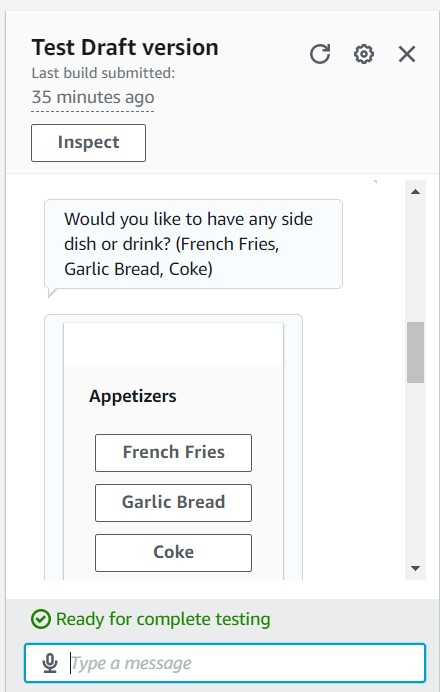 Test Draft version
Last build submitted:
35 minutes ago
Inspect
Would you like to have any side
dish or drink? (French Fries,
Garlic Bread, Coke)
Appetizers
French Fries
Garlic Bread
Coke
Ready for complete testing
Type a message